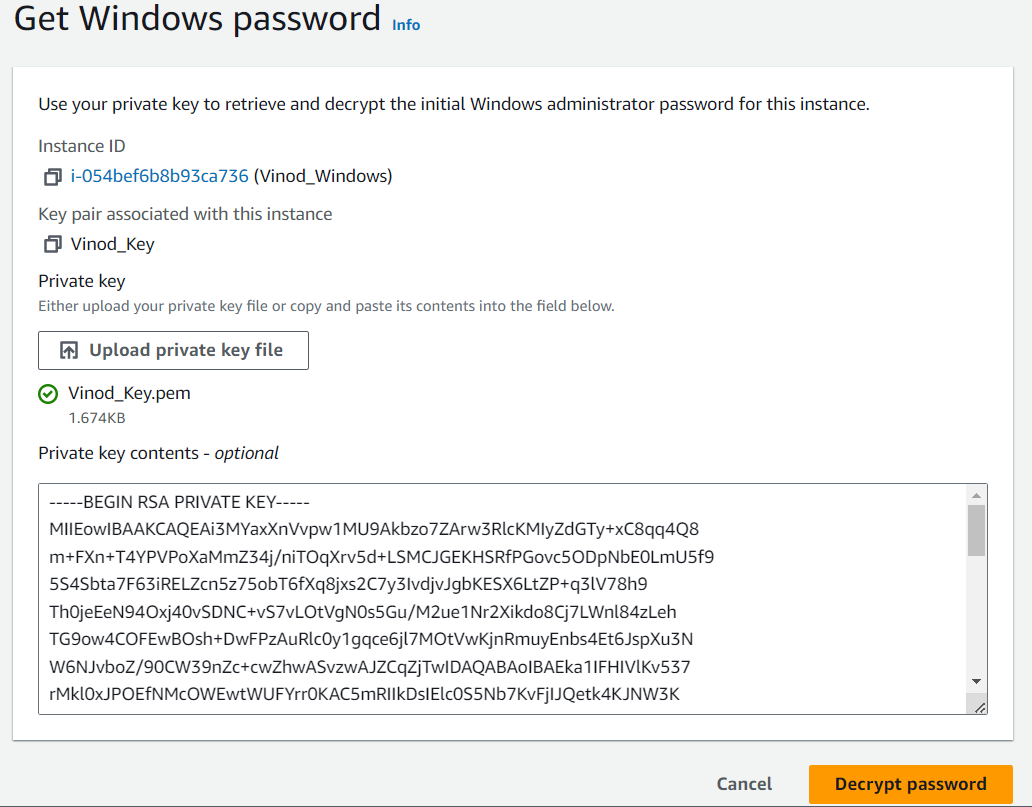 Get Windows password Info
Use your private key to retrieve and decrypt the initial Windows administrator password for this instance.
Instance ID
i-054bef6b8b93ca736 (Vinod_Windows)
Key pair associated with this instance
Vinod_Key
Private key
Either upload your private key file or copy and paste its contents into the field below.
Upload private key file
Vinod_Key.pem
1.674KB
Private key contents - optional
-----BEGIN RSA PRIVATE KEY-----
MIIEowIBAAKCAQEAi3MYaxXnVvpw1MU9Akbzo7ZArw3RlcKMIyZdGTy+xC8qq4Q8
m+FXn+T4YPVPoXaMmZ34j/niTOqXrv5d+LSMCJGEKHSRfPGovc5ODpNbE0LmU5f9
5S4Sbta7F63iRELZcn5z75obT6fXq8jxs2C7y3IvdjvJgbKESX6LtZP+q3lV78h9
Th0jeEeN94Oxj40vSDNC+vS7vLOtVgN0s5Gu/M2ue1Nr2Xikdo8Cj7LWnl84zLeh
TG9ow4COFEwBOsh+DwFPzAuRlc0y1gqce6jl7MOtVwKjnRmuyEnbs4Et6JspXu3N
W6NJvboZ/90CW39nZc+cwZhwASvzwAJZCqZjTwIDAQABAoIBAEka1IFHIVlKv537
rMkl0xJPOEfNMcOWEwtWUFYrr0KAC5mRIIkDsIElc0S5Nb7KvFjIJQetk4KJNW3K
Cancel
Decrypt password